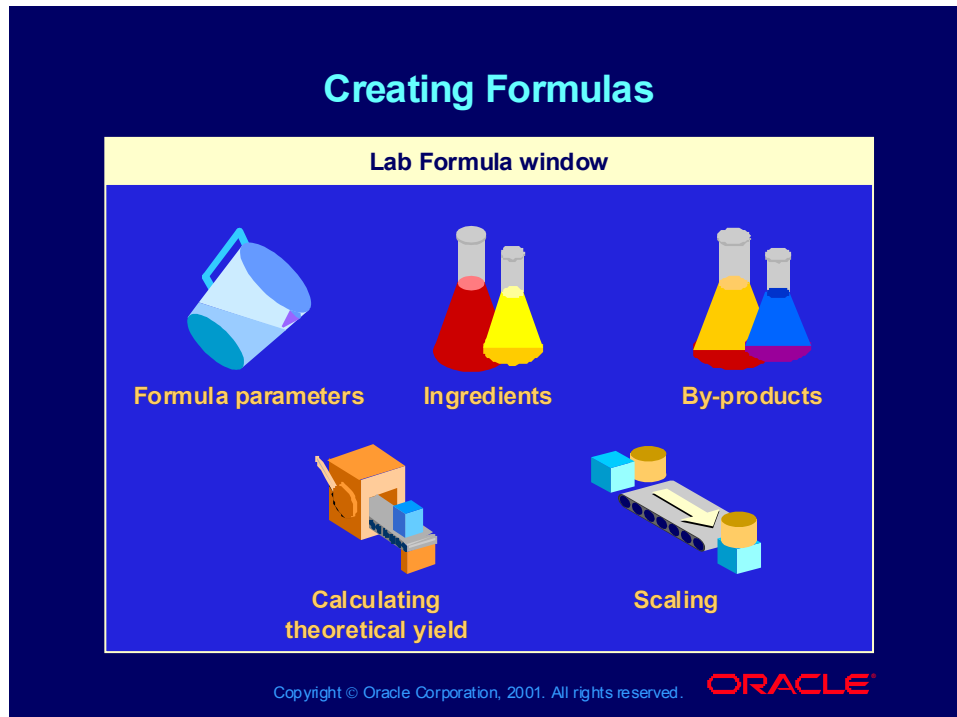 Creating Formulas
Lab Formula window
Formula parameters
Ingredients
By-products
Calculating
theoretical yield
Scaling
Copyright © Oracle Corporation, 2001. All rights reserved.
ORACLE®